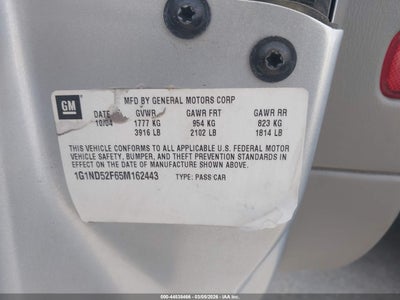 GM
MFD BY GENERAL MOTORS CORP
DATE GVWR GAWR FRT GAWR RR
10/04 1777 KG 954 KG 823 KG
3916 LB 2102 LB 1814 LB
THIS VEHICLE CONFORMS TO ALL APPLICABLE U.S. FEDERAL MOTOR
VEHICLE SAFETY, BUMPER, AND THEFT PREVENTION STANDARDS IN
EFFECT ON THE DATE OF MANUFACTURE SHOWN ABOVE.
1G1ND52F65M162443 TYPE: PASS CAR